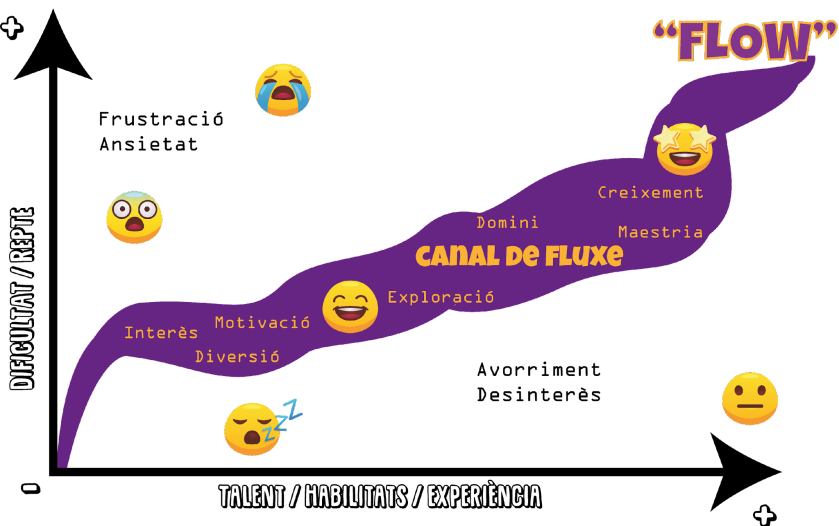 +
“FLOW”
Frustració
Ansietat
Creixement
Domini
Maestria
CANAL DE FLUXE
Exploració
Motivació
Interès
Diversió
Avorriment
Desinterès
zzz
DIFICULTAT / REPTE
-
TALENT / HABILITATS / EXPERIÈNCIA
+